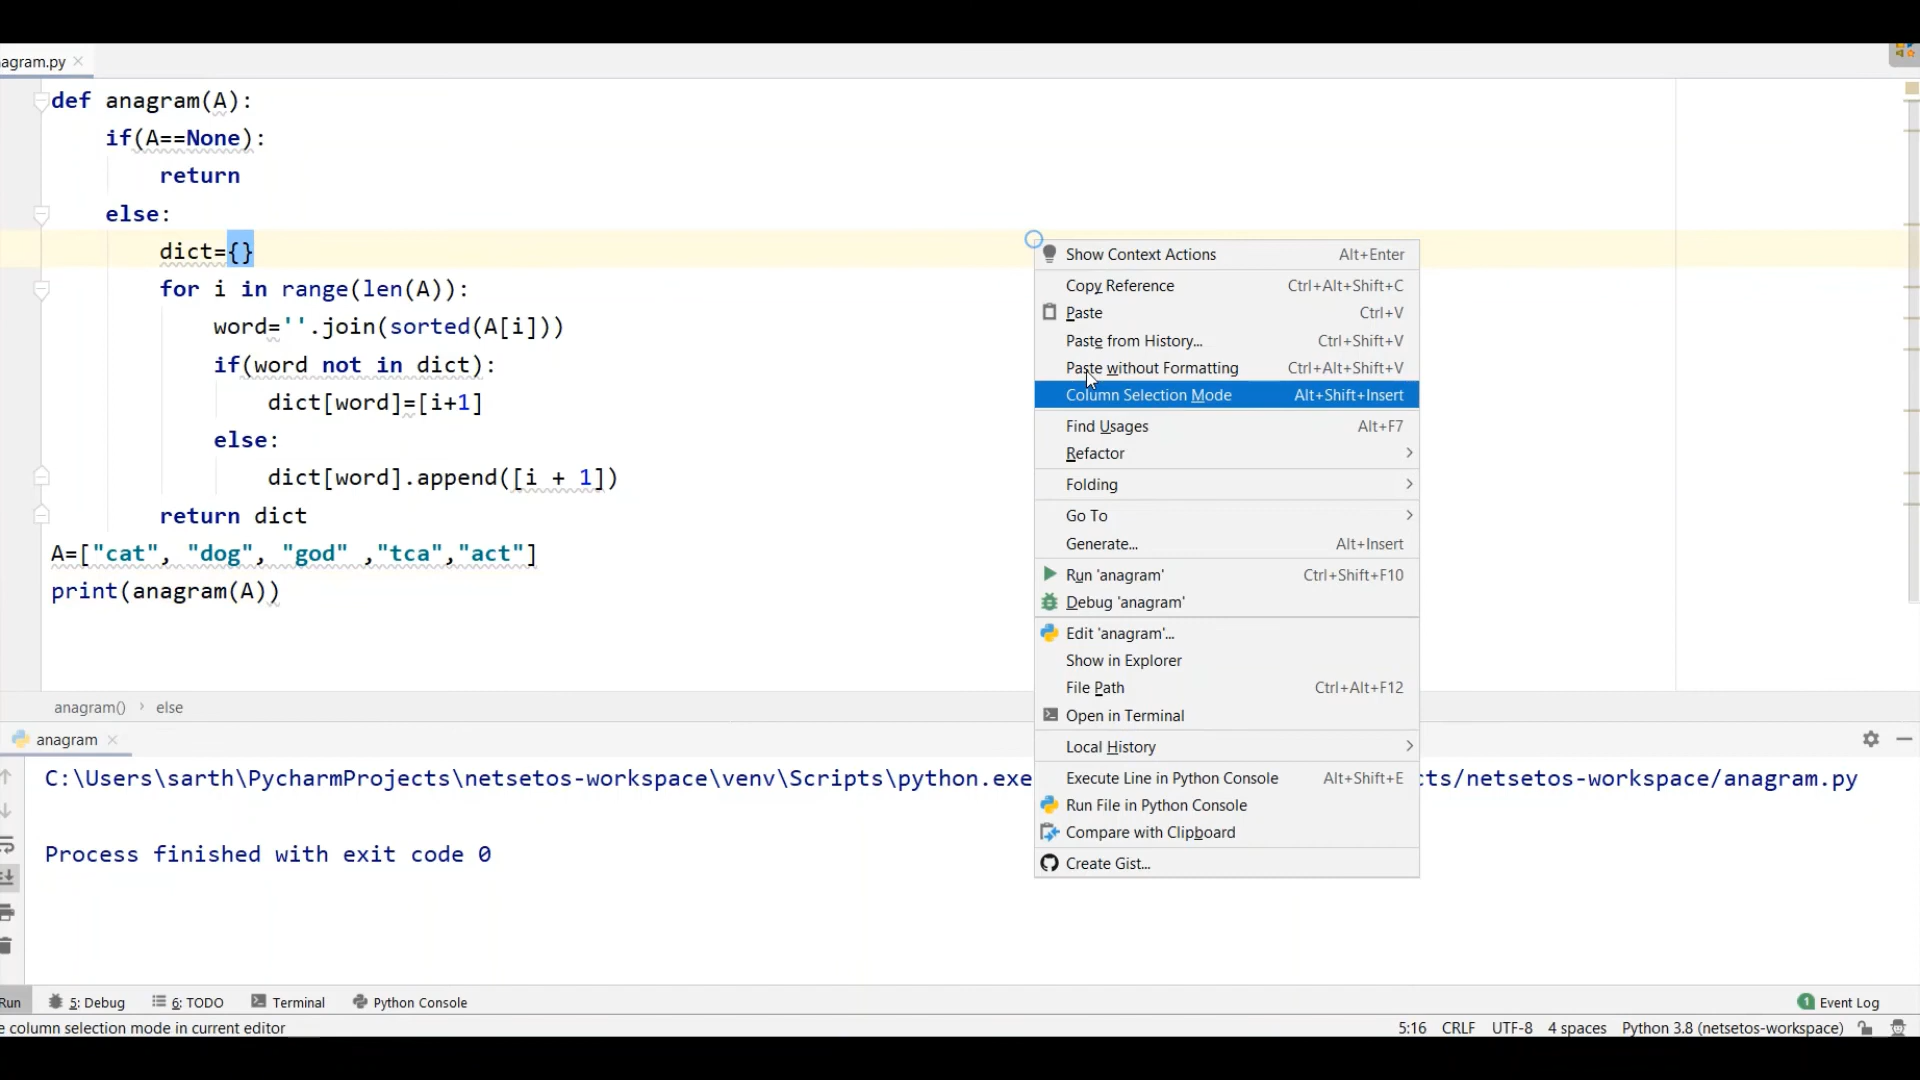 agram.py
def anagram(A):
if(A==None):
return
else:
dict={}
for i in range(len(A)):
word=''.join(sorted(A[i]))
if(word not in dict):
dict[word]=[i+1]
else:
dict[word].append([i + 1])
return dict
A=["cat", "dog", "god" ,"tca","act"]
print(anagram(A))
Show Context Actions Alt+Enter
Copy Reference Ctrl+Alt+Shift+C
Paste Ctrl+V
Paste from History... Ctrl+Shift+V
Paste without Formatting Ctrl+Alt+Shift+V
Column Selection Mode Alt+Shift+Insert
Find Usages Alt+F7
Refactor
Folding
Go To
Generate... Alt+Insert
Run 'anagram' Ctrl+Shift+F10
Debug 'anagram'
Edit 'anagram'...
Show in Explorer
File Path Ctrl+Alt+F12
Open in Terminal
Local History
Execute Line in Python Console Alt+Shift+E
Run File in Python Console
Compare with Clipboard
Create Gist...
anagram() › else
anagram
C:\Users\sarth\PycharmProjects\netsetos-workspace\venv\Scripts\python.exe cts/netsetos-workspace/anagram.py
Process finished with exit code 0
Run 5: Debug 6: TODO Terminal Python Console 1 Event Log
e column selection mode in current editor 5:16 CRLF UTF-8 4 spaces Python 3.8 (netsetos-workspace)